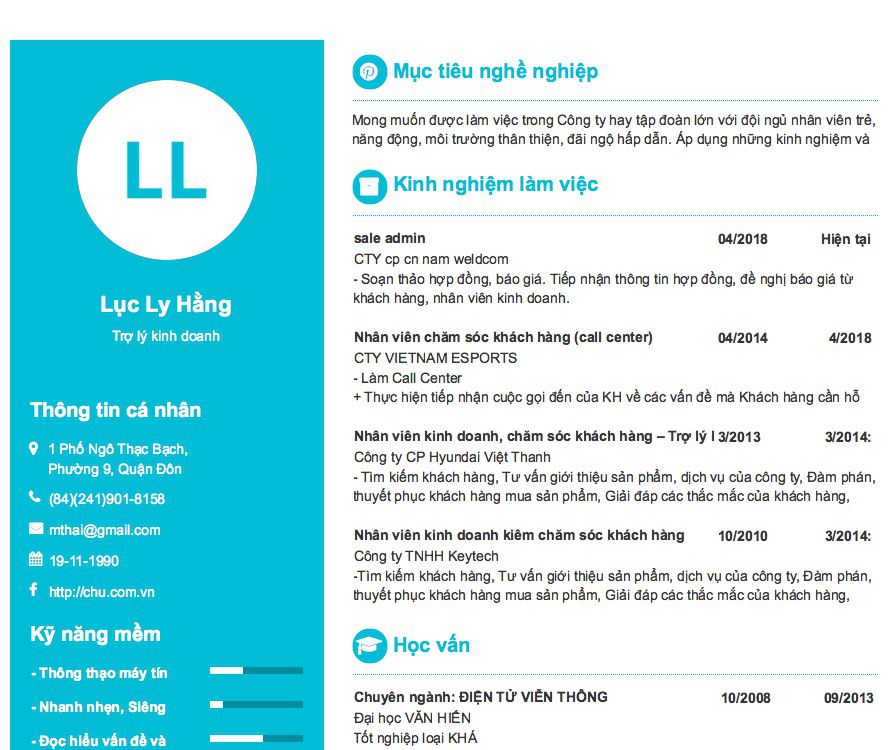 LL
Lục Ly Hằng
Trợ lý kinh doanh
Thông tin cá nhân
1 Phố Ngô Thạc Bạch,
Phường 9, Quận Đôn
(84)(241)901-8158
mthai@gmail.com
19-11-1990
http://chu.com.vn
Kỹ năng mềm
- Thông thạo máy tín
- Nhanh nhẹn, Siêng
- Đọc hiểu vấn đề và
Mục tiêu nghề nghiệp
Mong muốn được làm việc trong Công ty hay tập đoàn lớn với đội ngủ nhân viên trẻ,
năng động, môi trường thân thiện, đãi ngộ hấp dẫn. Áp dụng những kinh nghiệm và
Kinh nghiệm làm việc
sale admin 04/2018 Hiện tại
CTY cp cn nam weldcom
- Soạn thảo hợp đồng, báo giá. Tiếp nhận thông tin hợp đồng, đề nghị báo giá từ
khách hàng, nhân viên kinh doanh.
Nhân viên chăm sóc khách hàng (call center) 04/2014 4/2018
CTY VIETNAM ESPORTS
- Làm Call Center
+ Thực hiện tiếp nhận cuộc gọi đến của KH về các vấn đề mà Khách hàng cần hỗ
Nhân viên kinh doanh, chăm sóc khách hàng – Trợ lý l 3/2013 3/2014:
Công ty CP Hyundai Việt Thanh
- Tìm kiếm khách hàng, Tư vấn giới thiệu sản phẩm, dịch vụ của công ty, Đàm phán,
thuyết phục khách hàng mua sản phẩm, Giải đáp các thắc mắc của khách hàng,
Nhân viên kinh doanh kiêm chăm sóc khách hàng 10/2010 3/2014:
Công ty TNHH Keytech
-Tìm kiếm khách hàng, Tư vấn giới thiệu sản phẩm, dịch vụ của công ty, Đàm phán,
thuyết phục khách hàng mua sản phẩm, Giải đáp các thắc mắc của khách hàng,
Học vấn
Chuyên ngành: ĐIỆN TỬ VIỄN THÔNG 10/2008 09/2013
Đại học VĂN HIẾN
Tốt nghiệp loại KHÁ